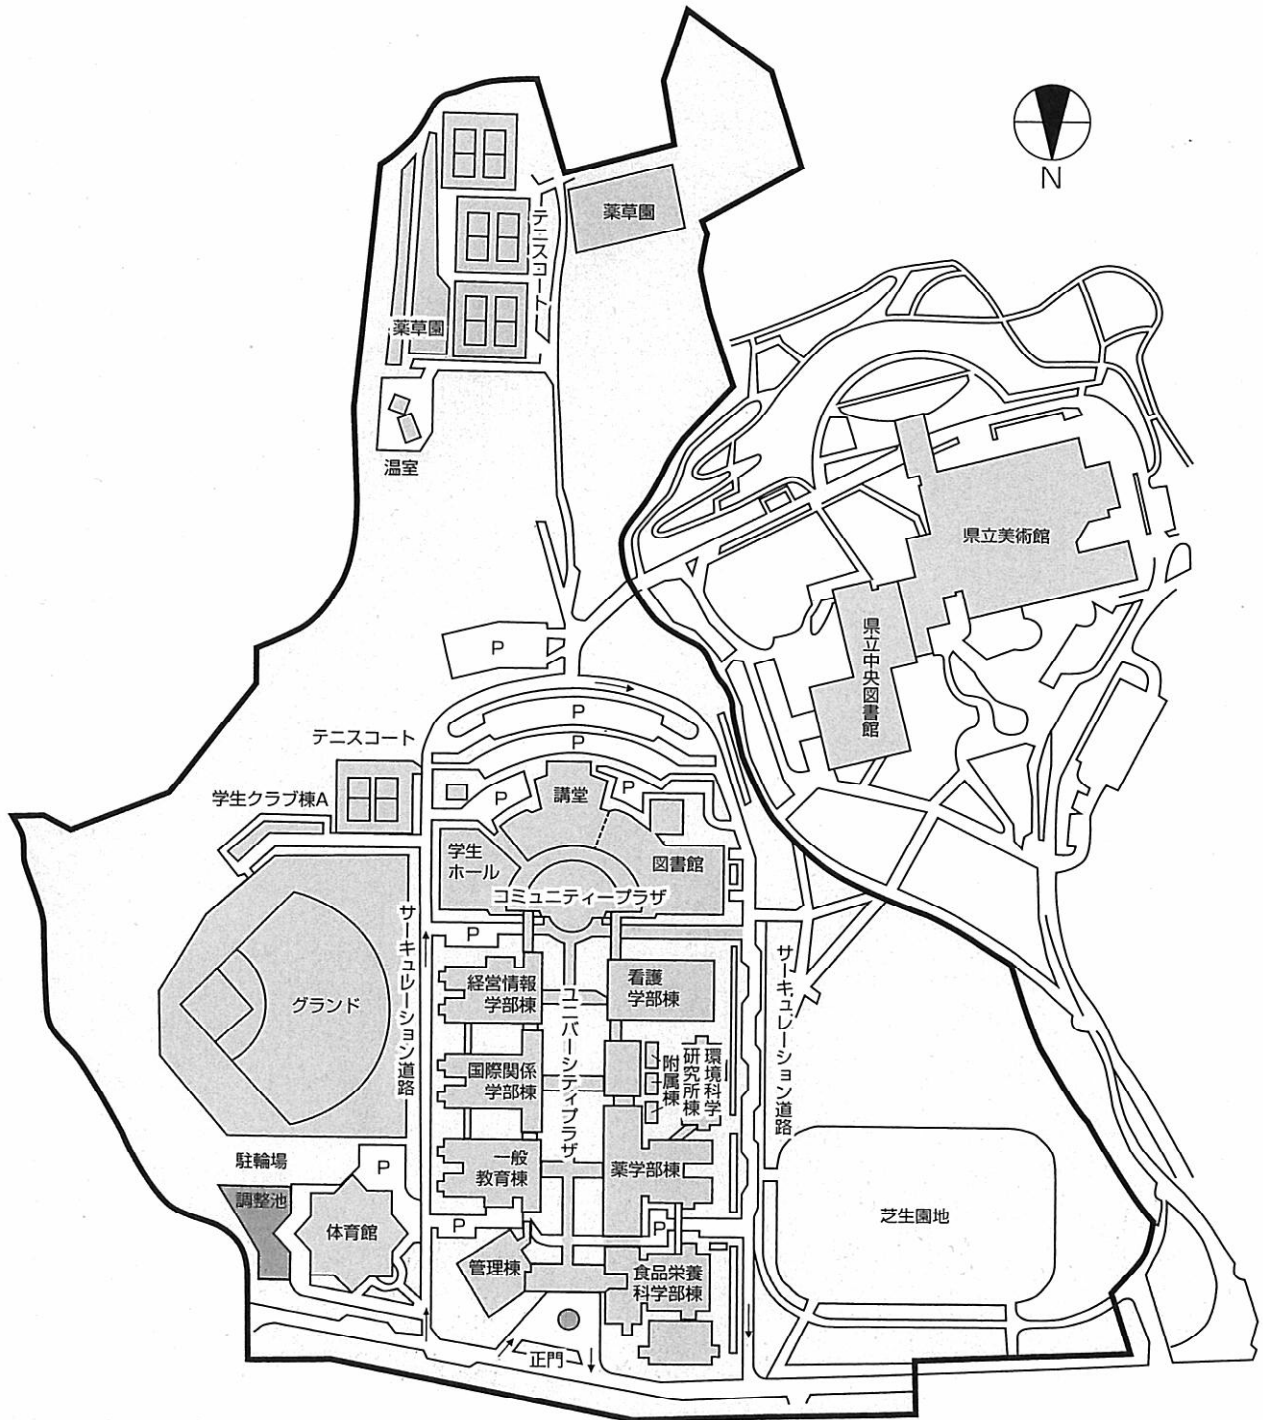 N
薬草園
テニスコート
薬草園
温室
県立美術館
県立中央図書館
P
P
P
テニスコート
学生クラブ棟A
P
講堂
P
学生
ホール
図書館
コミュニティープラザ
サーキュレーション道路
P
経営情報
学部棟
看護
学部棟
サーキュレーション道路
グランド
ユニバーシティプラザ
国際関係
学部棟
附属棟
環境科学
研究所棟
一般
教育棟
薬学部棟
駐輪場
P
調整池
体育館
P
P
芝生園地
管理棟
食品栄養
科学部棟
正門